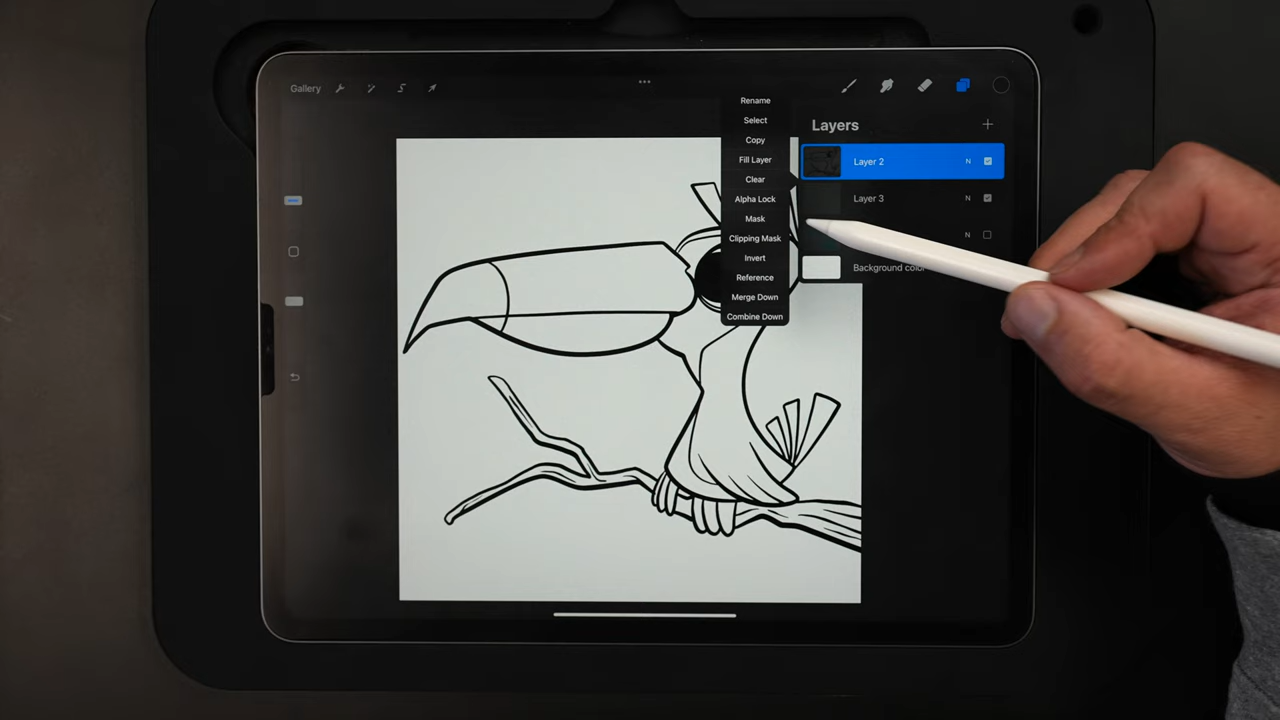 Gallery
Rename
Select
Copy
Fill Layer
Clear
Alpha Lock
Mask
Clipping Mask
Invert
Reference
Merge Down
Combine Down
Layers
Layer 2 N
Layer 3 N
N
Background color